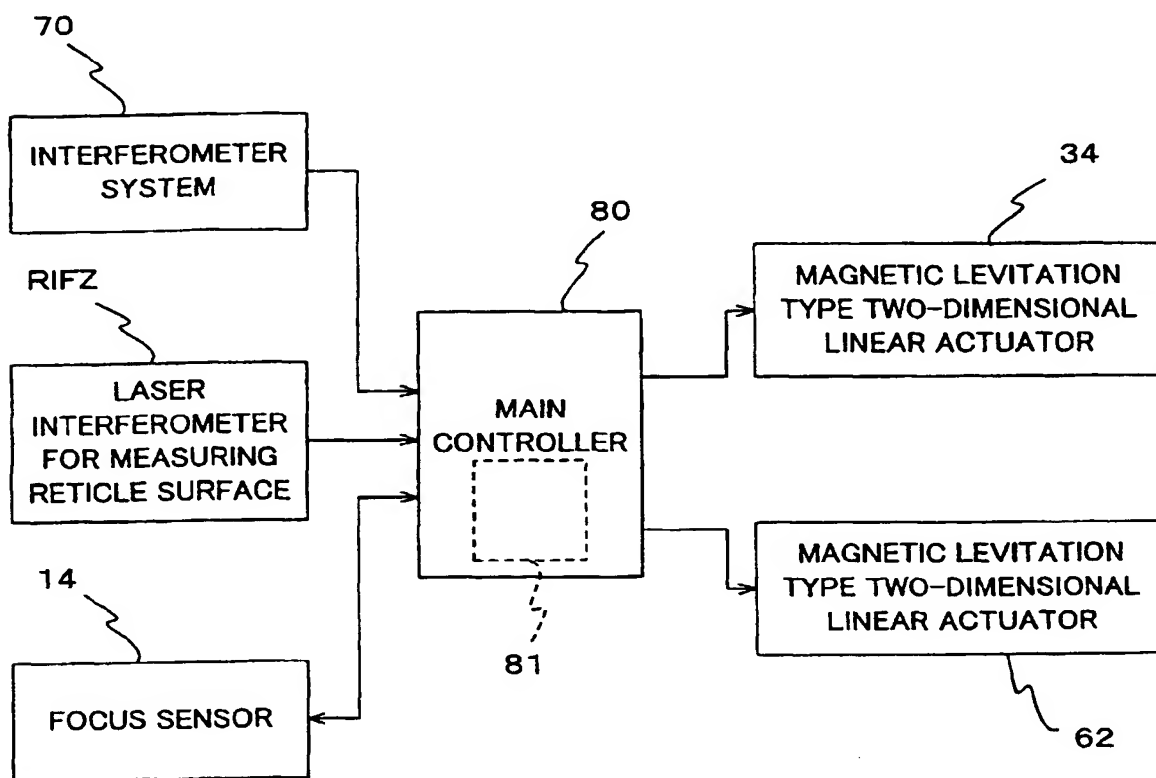 70
INTERFEROMETER
SYSTEM
RIFZ
LASER
INTERFEROMETER
FOR MEASURING
RETICLE SURFACE
14
FOCUS SENSOR
80
MAIN
CONTROLLER
81
34
MAGNETIC LEVITATION
TYPE TWO-DIMENSIONAL
LINEAR ACTUATOR
MAGNETIC LEVITATION
TYPE TWO-DIMENSIONAL
LINEAR ACTUATOR
62